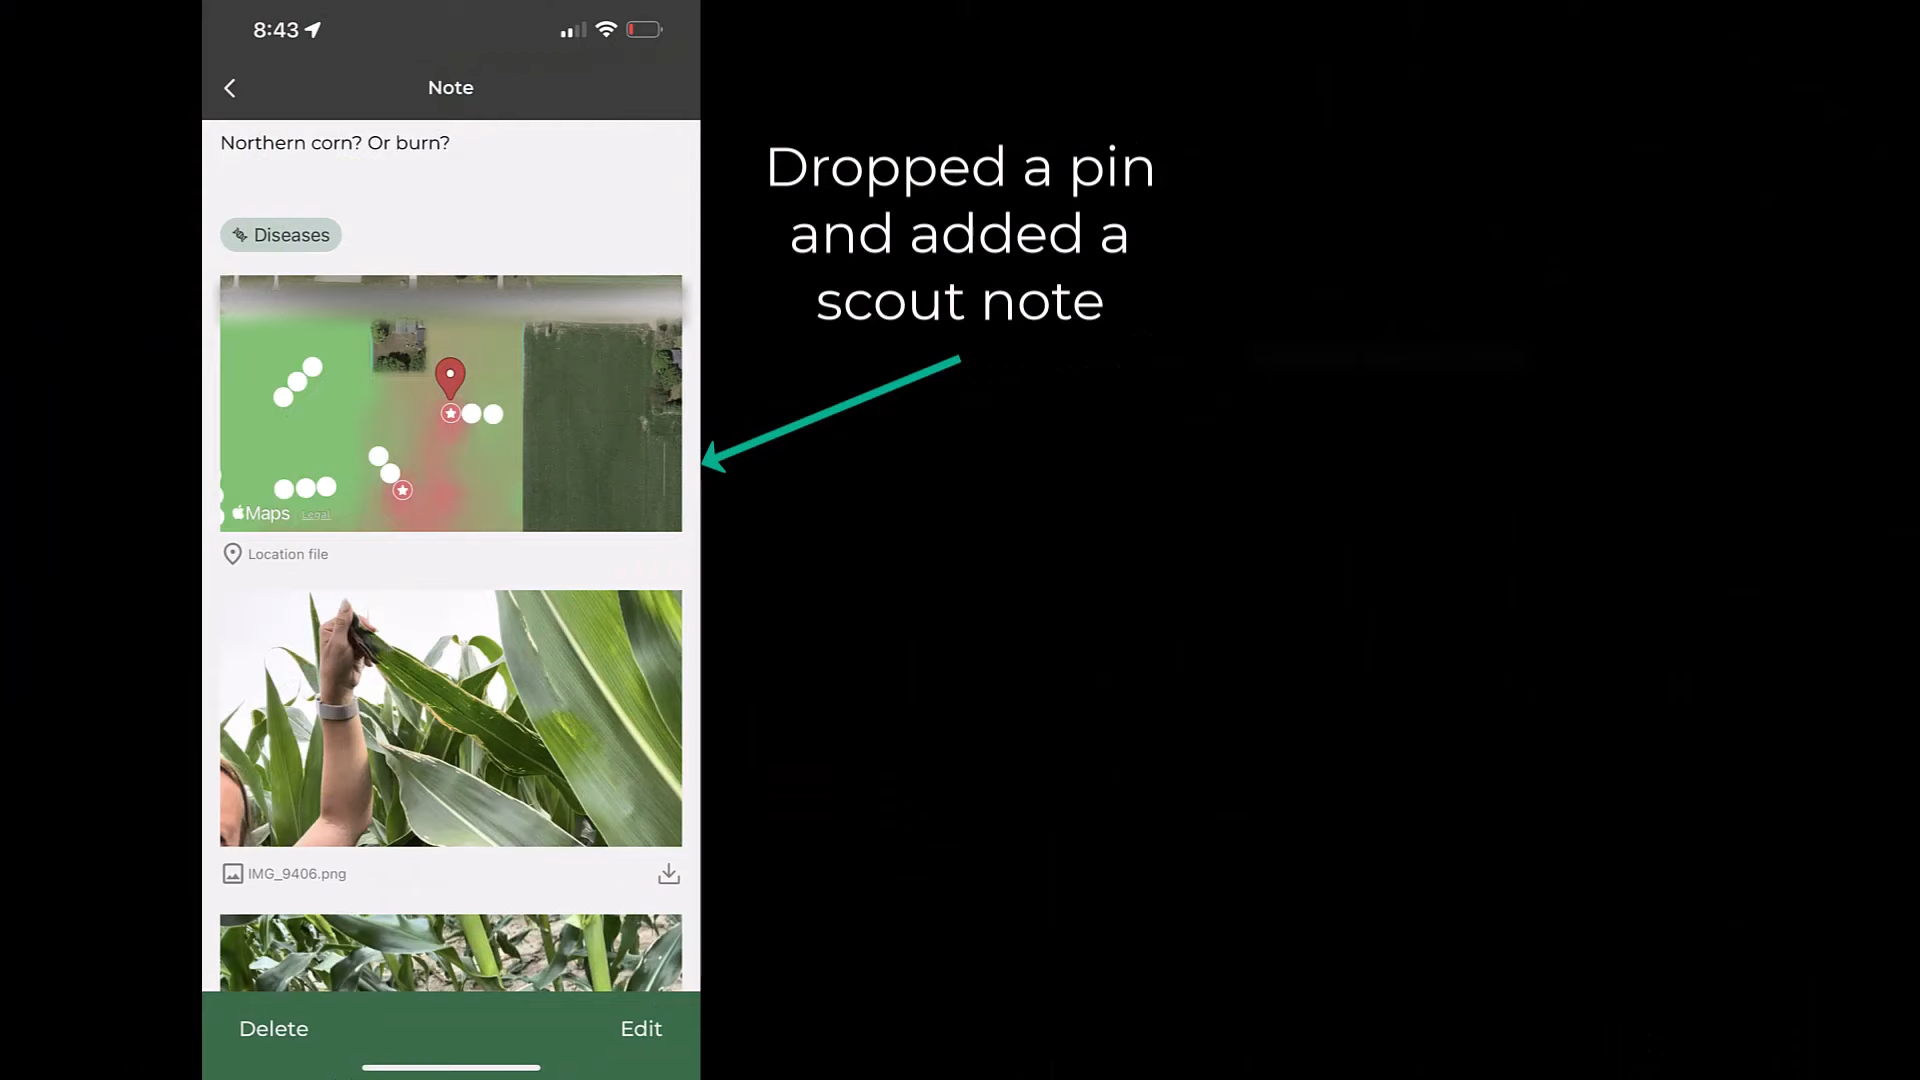 8:43
Note
Northern corn? Or burn?
Diseases
Maps Legal
Location file
IMG_9406.png
Delete
Edit
Dropped a pin
and added a
scout note